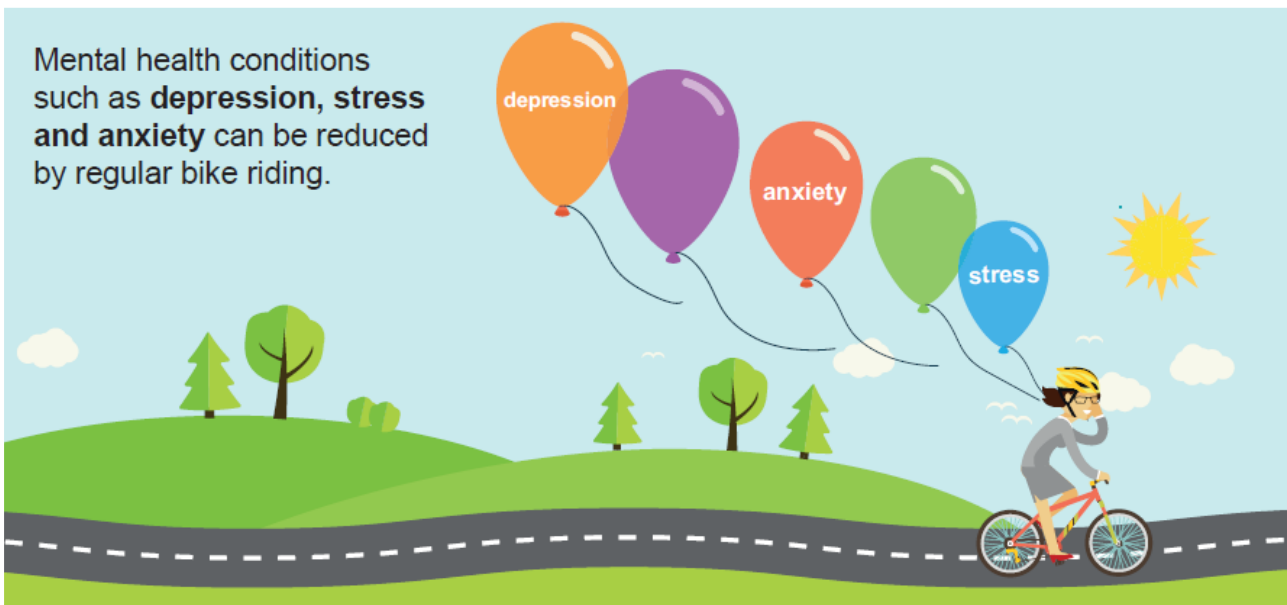 Mental health conditions
such as depression, stress
and anxiety can be reduced
by regular bike riding.
depression
anxiety
stress